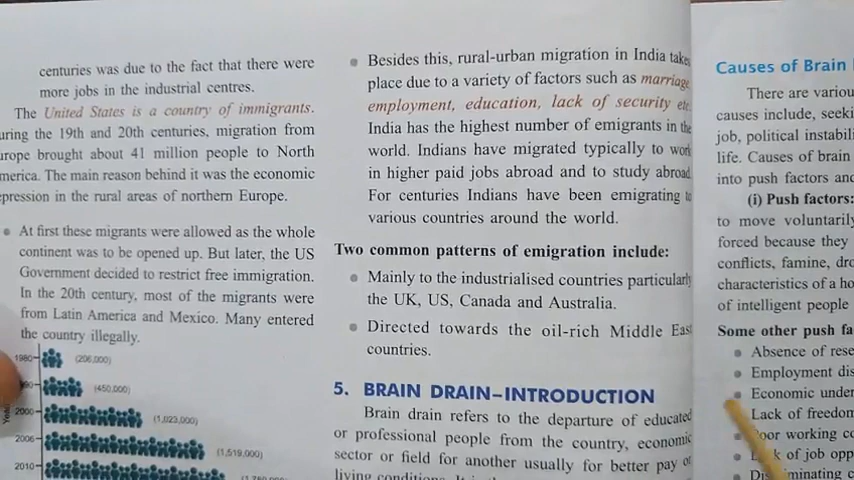 centuries was due to the fact that there were
more jobs in the industrial centres.
The United States is a country of immigrants.
uring the 19th and 20th centuries, migration from
urope brought about 41 million people to North
merica. The main reason behind it was the economic
pression in the rural areas of northern Europe.
• At first these migrants were allowed as the whole
continent was to be opened up. But later, the US
Government decided to restrict free immigration.
In the 20th century, most of the migrants were
from Latin America and Mexico. Many entered
the country illegally.
1980 (206,000)
90 (450,000)
2000 (1,023,000)
2006 (1,519,000)
2010
Years
• Besides this, rural-urban migration in India takes
place due to a variety of factors such as marriage,
employment, education, lack of security etc.
India has the highest number of emigrants in the
world. Indians have migrated typically to work
in higher paid jobs abroad and to study abroad.
For centuries Indians have been emigrating to
various countries around the world.
Two common patterns of emigration include:
• Mainly to the industrialised countries particularly
the UK, US, Canada and Australia.
• Directed towards the oil-rich Middle East
countries.
5. BRAIN DRAIN–INTRODUCTION
Brain drain refers to the departure of educated
or professional people from the country, economic
sector or field for another usually for better pay or
living conditions. It is the
Causes of Brain
There are variou
causes include, seeki
job, political instabili
life. Causes of brain
into push factors and
(i) Push factors:
to move voluntarily
forced because they
conflicts, famine, dro
characteristics of a ho
of intelligent people
Some other push fa
• Absence of rese
• Employment dis
• Economic under
Lack of freedom
• oor working co
• L k of job opp
• Dis minating c